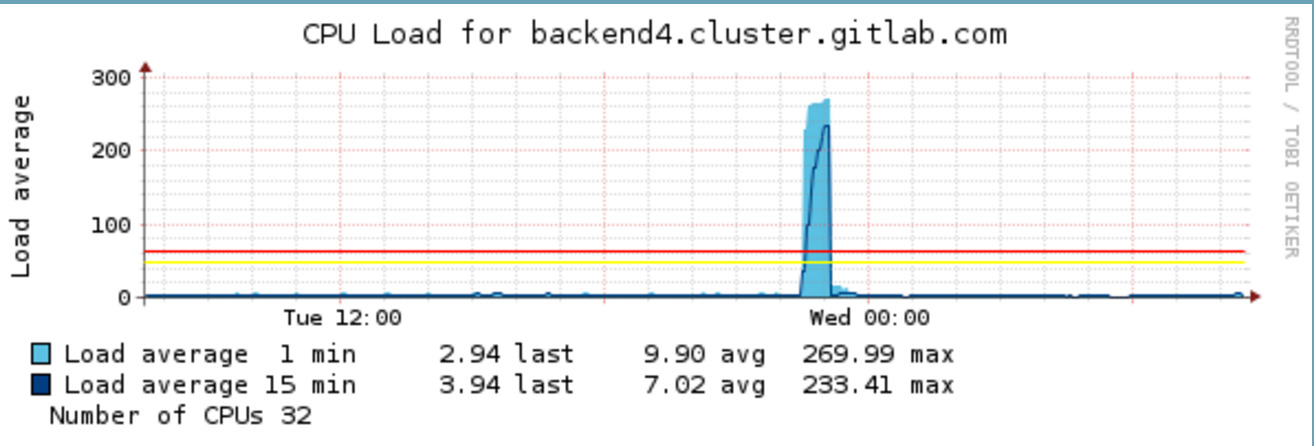 CPU Load for backend4.cluster.gitlab.com
RRDTOOL / TOBI OETIKER
Load average
300
200
100
0
Tue 12:00 Wed 00:00
Load average 1 min 2.94 last 9.90 avg 269.99 max
Load average 15 min 3.94 last 7.02 avg 233.41 max
Number of CPUs 32